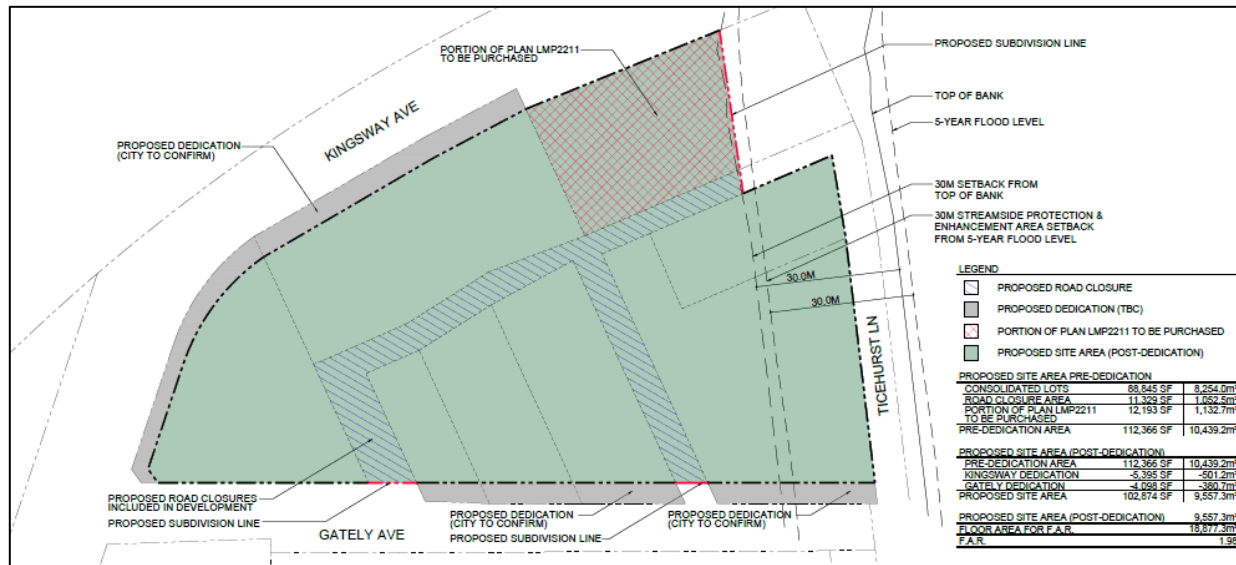 PORTION OF PLAN LMP2211
TO BE PURCHASED
PROPOSED SUBDIVISION LINE
KINGSWAY AVE
TOP OF BANK
5-YEAR FLOOD LEVEL
PROPOSED DEDICATION
(CITY TO CONFIRM)
30M SETBACK FROM
TOP OF BANK
30M STREAMSIDE PROTECTION &
ENHANCEMENT AREA SETBACK
FROM 5-YEAR FLOOD LEVEL
30.0M
30.0M
TICEHURST LN
PROPOSED ROAD CLOSURES
INCLUDED IN DEVELOPMENT
PROPOSED SUBDIVISION LINE
GATELY AVE
PROPOSED DEDICATION
(CITY TO CONFIRM)
PROPOSED SUBDIVISION LINE
PROPOSED DEDICATION
(CITY TO CONFIRM)
LEGEND
PROPOSED ROAD CLOSURE
PROPOSED DEDICATION (TBC)
PORTION OF PLAN LMP2211 TO BE PURCHASED
PROPOSED SITE AREA (POST-DEDICATION)
PROPOSED SITE AREA PRE-DEDICATION
CONSOLIDATED LOTS 88,845 SF 8,254.0m²
ROAD CLOSURE AREA 11,329 SF 1,052.5m²
PORTION OF PLAN LMP2211 12,193 SF 1,132.7m²
TO BE PURCHASED
PRE-DEDICATION AREA 112,366 SF 10,439.2m²
PROPOSED SITE AREA (POST-DEDICATION)
PRE-DEDICATION AREA 112,366 SF 10,439.2m²
KINGSWAY DEDICATION -5,395 SF -501.2m²
GATELY DEDICATION -4,098 SF -380.7m²
PROPOSED SITE AREA 102,874 SF 9,557.3m²
PROPOSED SITE AREA (POST-DEDICATION) 9,557.3m²
FLOOR AREA FOR F.A.R. 18,877.3m²
F.A.R. 1.98